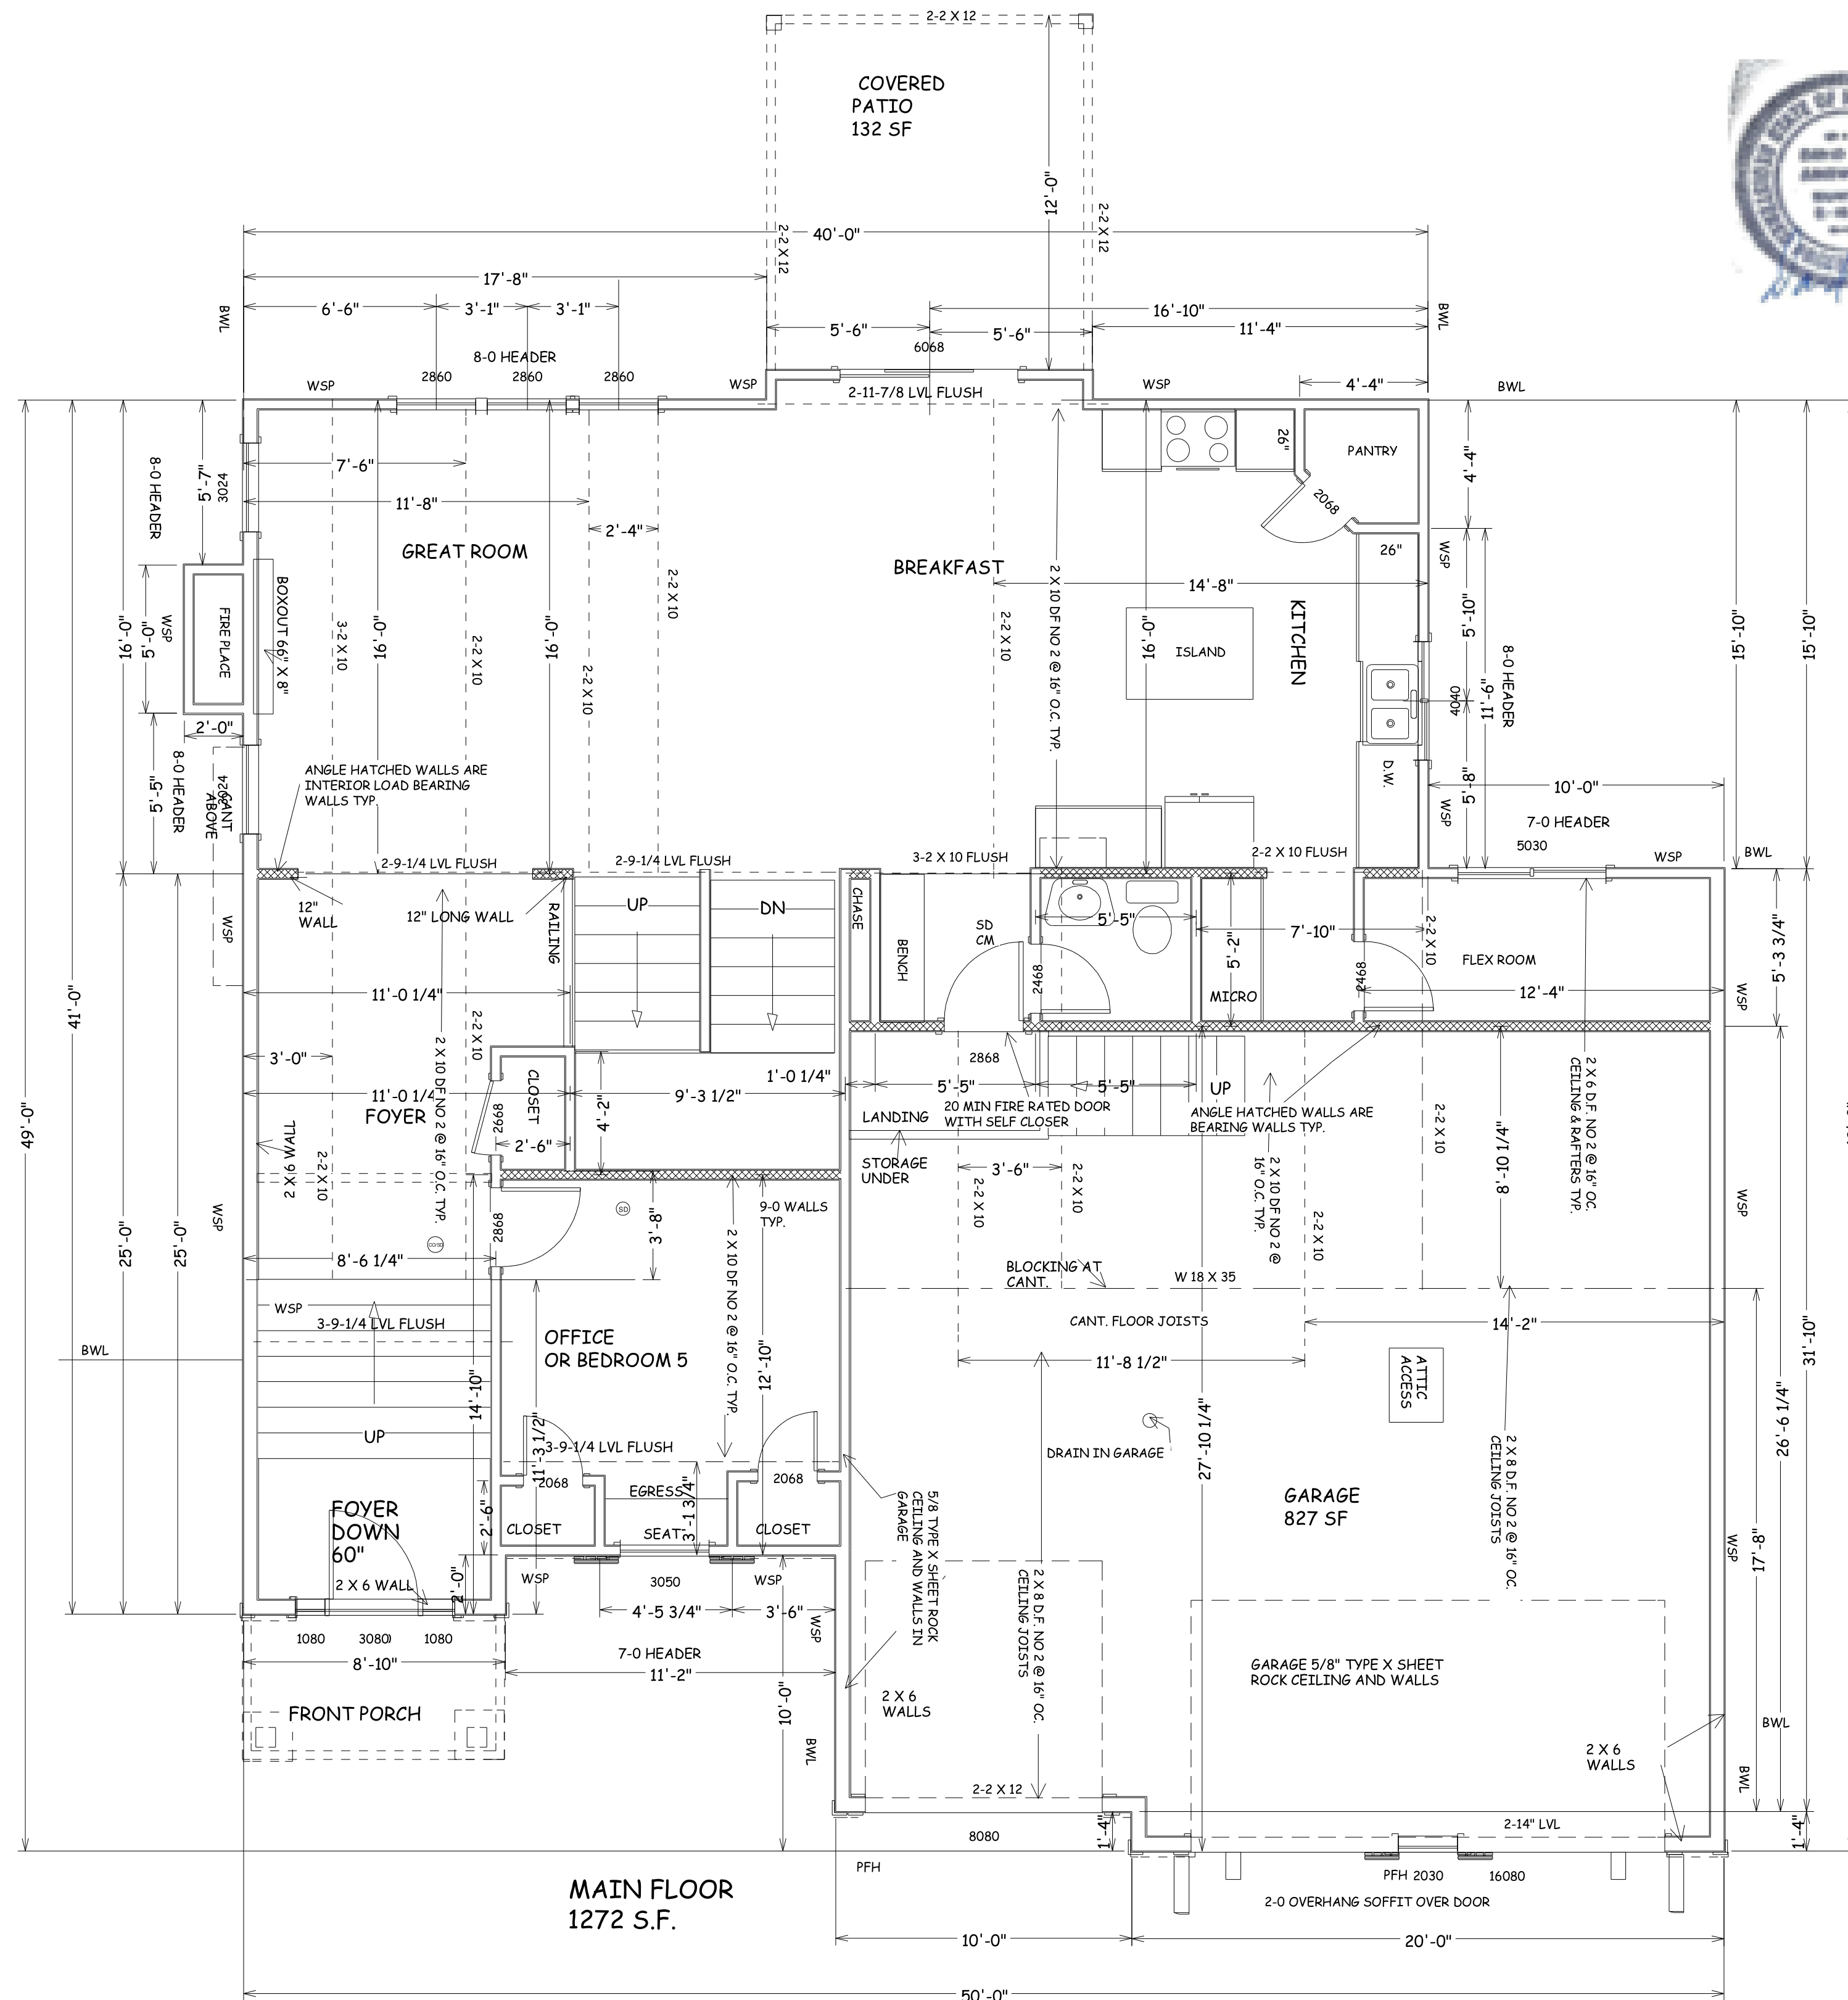 2-2 X 12
COVERED
PATIO
132 SF
12'-0"
2-2 X 12
2-2 X 12
40'-0"
17'-8"
BWL
6'-6"
3'-1"
3'-1"
16'-10"
BWL
5'-6"
5'-6"
11'-4"
6068
8-0 HEADER
2860
2860
2860
WSP
WSP
2-11-7/8 LVL FLUSH
WSP
4'-4"
BWL
8-0 HEADER
5'-7"
3024
7'-6"
11'-8"
2'-4"
26"
PANTRY
4'-4"
2068
GREAT ROOM
BREAKFAST
26"
WSP
14'-8"
16'-0"
WSP
5'-0"
FIRE PLACE
BOXOUT 66" X 8"
3-2 X 10
16'-0"
2-2 X 10
16'-0"
2-2 X 10
2-2 X 10
2-2 X 10
2 X 10 DF NO 2 @ 16" O.C. TYP.
16'-0"
ISLAND
KITCHEN
5'-10"
11'-6"
8-0 HEADER
4040
15'-10"
15'-10"
2'-0"
8-0 HEADER
5'-5"
3024
CANT
ABOVE
ANGLE HATCHED WALLS ARE
INTERIOR LOAD BEARING
WALLS TYP.
D.W.
5'-8"
WSP
10'-0"
7-0 HEADER
5030
WSP
BWL
2-9-1/4 LVL FLUSH
2-9-1/4 LVL FLUSH
3-2 X 10 FLUSH
2-2 X 10 FLUSH
12"
WALL
12" LONG WALL
RAILING
UP
DN
CHASE
BENCH
SD
CM
5'-5"
5'-2"
7'-10"
2-2 X 10
FLEX ROOM
2468
2468
MICRO
12'-4"
WSP
5'-3 3/4"
WSP
41'-0"
49'-0"
11'-0 1/4"
2-2 X 10
2 X 10 DF NO 2 @ 16" O.C. TYP.
3'-0"
11'-0 1/4"
FOYER
CLOSET
2668
2'-6"
4'-2"
9'-3 1/2"
1'-0 1/4"
2868
5'-5"
5'-5"
UP
LANDING
20 MIN FIRE RATED DOOR
WITH SELF CLOSER
ANGLE HATCHED WALLS ARE
BEARING WALLS TYP.
STORAGE
UNDER
3'-6"
2-2 X 10
2-2 X 10
2 X 10 DF NO 2 @
16" O.C. TYP.
2-2 X 10
2-2 X 10
8'-10 1/4"
2 X 6 D.F. NO 2 @ 16" OC.
CEILING & RAFTERS TYP.
WSP
25'-0"
25'-0"
WSP
2 X 6 WALL
2-2 X 10
8'-6 1/4"
2868
SD
3'-8"
9-0 WALLS
TYP.
2 X 10 DF NO 2 @ 16" O.C. TYP.
BLOCKING AT
CANT.
W 18 X 35
CANT. FLOOR JOISTS
14'-2"
11'-8 1/2"
WSP
3-9-1/4 LVL FLUSH
BWL
OFFICE
OR BEDROOM 5
12'-10"
14'-10"
11'-3 1/2"
UP
ATTIC
ACCESS
31'-10"
26'-6 1/4"
17'-8"
27'-10 1/4"
DRAIN IN GARAGE
2 X 8 D.F. NO 2 @ 16" OC.
CEILING JOISTS
3-9-1/4 LVL FLUSH
2068
2068
EGRESS
3'-1 3/4"
SEAT
CLOSET
CLOSET
2'-6"
FOYER
DOWN
60"
5/8 TYPE X SHEET ROCK
CEILING AND WALLS IN
GARAGE
GARAGE
827 SF
WSP
2 X 6 WALL
2'-0"
WSP
3050
WSP
4'-5 3/4"
3'-6"
WSP
2 X 8 D.F. NO 2 @ 16" OC.
CEILING JOISTS
1080
3080
1080
8'-10"
7-0 HEADER
11'-2"
GARAGE 5/8" TYPE X SHEET
ROCK CEILING AND WALLS
2 X 6
WALLS
FRONT PORCH
10'-0"
BWL
BWL
2 X 6
WALLS
BWL
2-2 X 12
8080
1'-4"
2-14" LVL
1'-4"
PFH
PFH 2030
16080
2-0 OVERHANG SOFFIT OVER DOOR
MAIN FLOOR
1272 S.F.
10'-0"
20'-0"
50'-0"